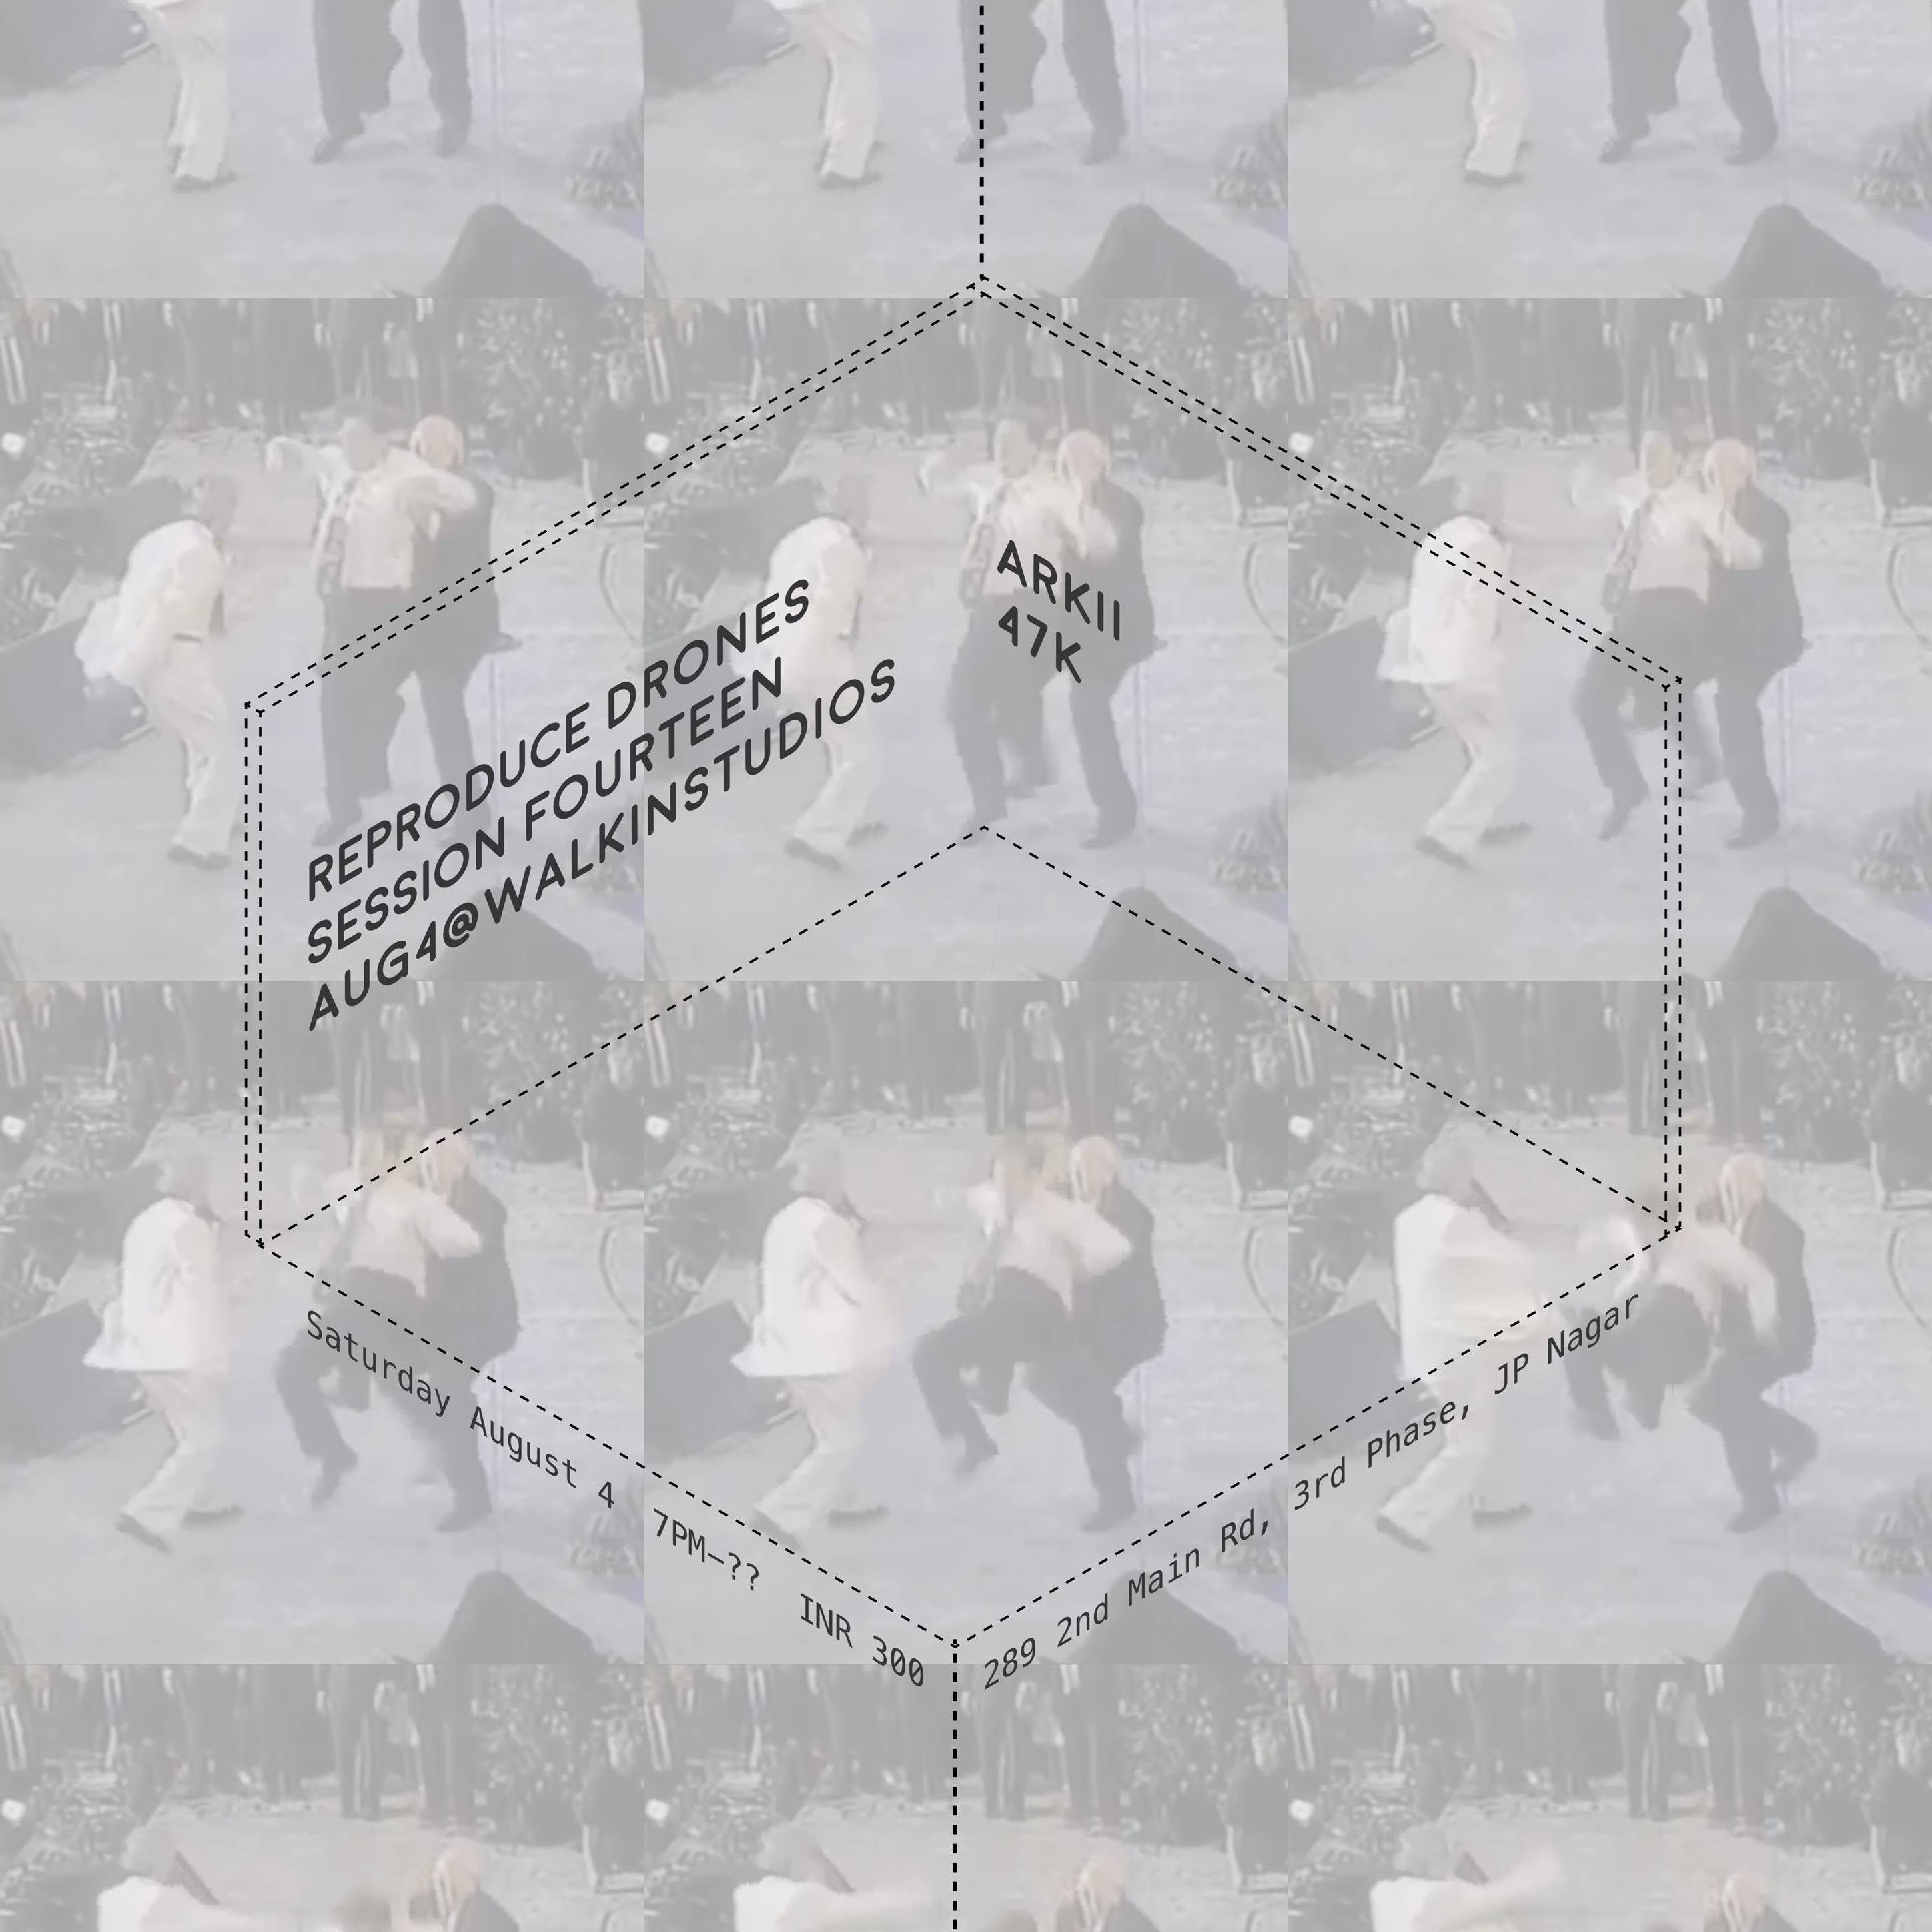 REPRODUCE DRONES
SESSION FOURTEEN
AUG4@WALKINSTUDIOS
ARKII
47K
Saturday August 4 7PM–?? INR 300
289 2nd Main Rd, 3rd Phase, JP Nagar